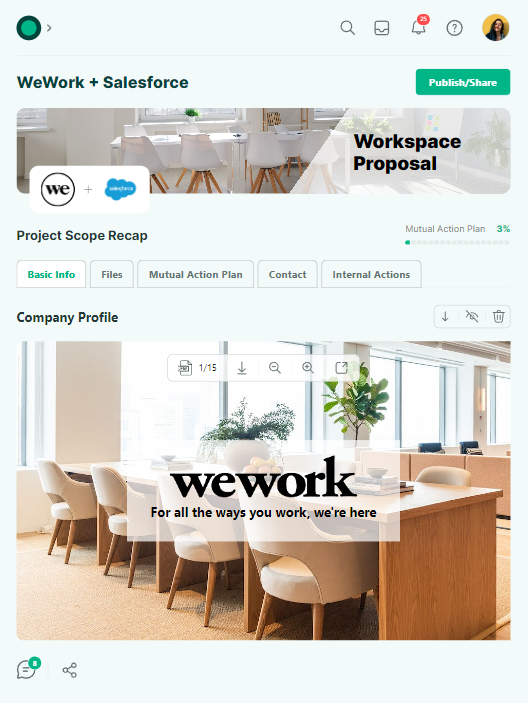 25
WeWork + Salesforce
Publish/Share
Workspace
Proposal
we + salesforce
Project Scope Recap
Mutual Action Plan 3%
Basic Info Files Mutual Action Plan Contact Internal Actions
Company Profile
1/15
wework
For all the ways you work, we're here
8